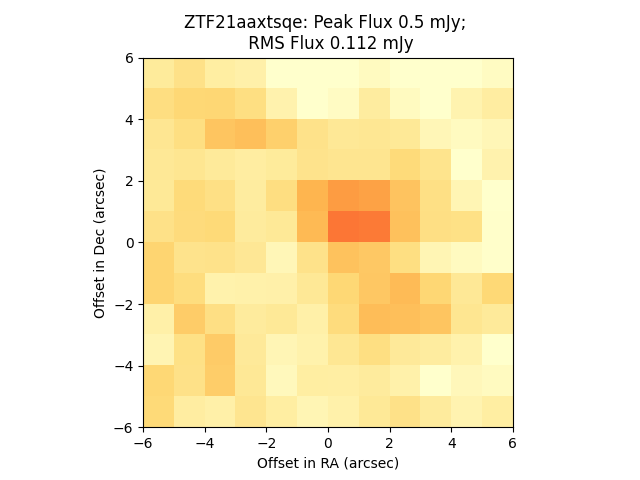 ZTF21aaxtsqe: Peak Flux 0.5 mJy;
RMS Flux 0.112 mJy
6
4
2
0
−2
−4
−6
Offset in Dec (arcsec)
−6 −4 −2 0 2 4 6
Offset in RA (arcsec)